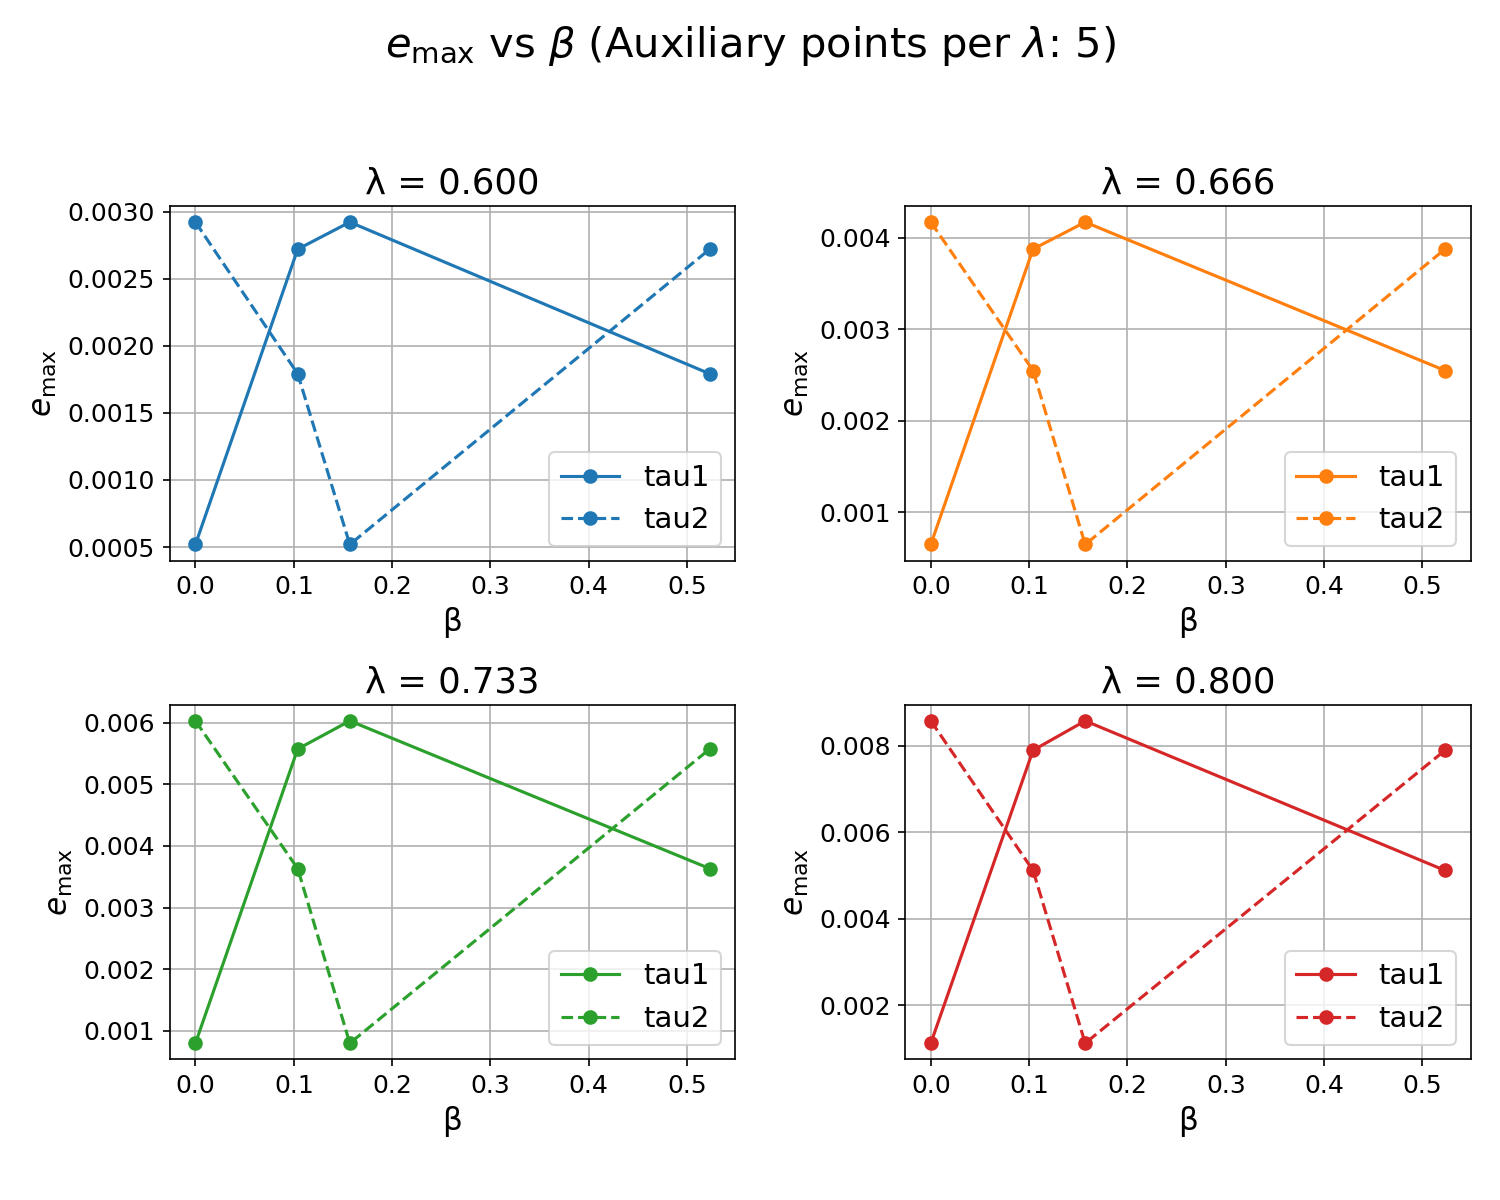 e_max vs β (Auxiliary points per λ: 5)
λ = 0.600
0.0030
0.0025
0.0020
0.0015
0.0010
0.0005
e_max
tau1
tau2
0.0 0.1 0.2 0.3 0.4 0.5
β
λ = 0.666
0.004
0.003
0.002
0.001
e_max
tau1
tau2
0.0 0.1 0.2 0.3 0.4 0.5
β
λ = 0.733
0.006
0.005
0.004
0.003
0.002
0.001
e_max
tau1
tau2
0.0 0.1 0.2 0.3 0.4 0.5
β
λ = 0.800
0.008
0.006
0.004
0.002
e_max
tau1
tau2
0.0 0.1 0.2 0.3 0.4 0.5
β